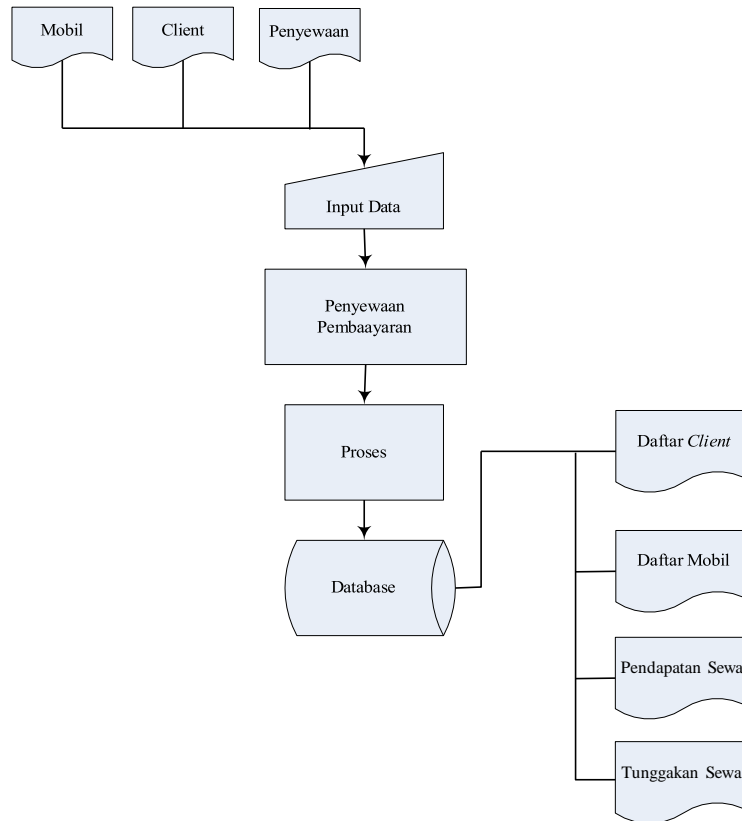 Mobil
Client
Penyewaan
Input Data
Penyewaan
Pembaayaran
Proses
Database
Daftar Client
Daftar Mobil
Pendapatan Sewa
Tunggakan Sewa